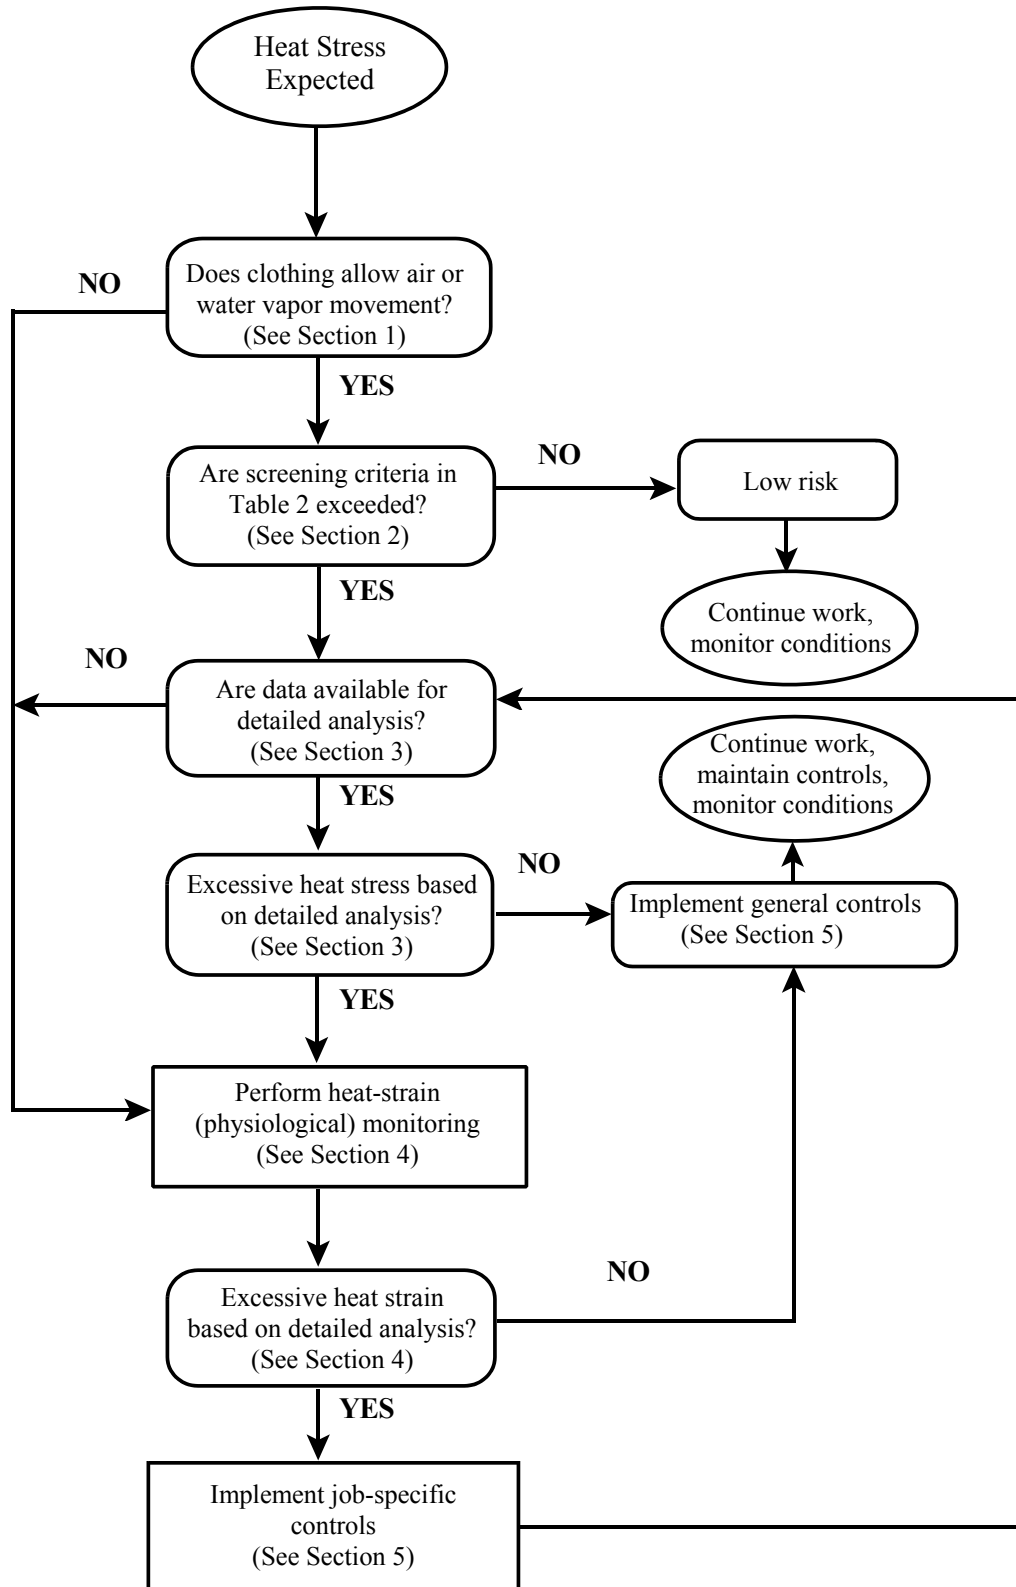 Heat Stress
Expected
NO
Does clothing allow air or
water vapor movement?
(See Section 1)
YES
Are screening criteria in
Table 2 exceeded?
(See Section 2)
NO
Low risk
YES
Continue work,
monitor conditions
NO
Are data available for
detailed analysis?
(See Section 3)
YES
Continue work,
maintain controls,
monitor conditions
Excessive heat stress based
on detailed analysis?
(See Section 3)
NO
Implement general controls
(See Section 5)
YES
Perform heat-strain
(physiological) monitoring
(See Section 4)
Excessive heat strain
based on detailed analysis?
(See Section 4)
NO
YES
Implement job-specific
controls
(See Section 5)